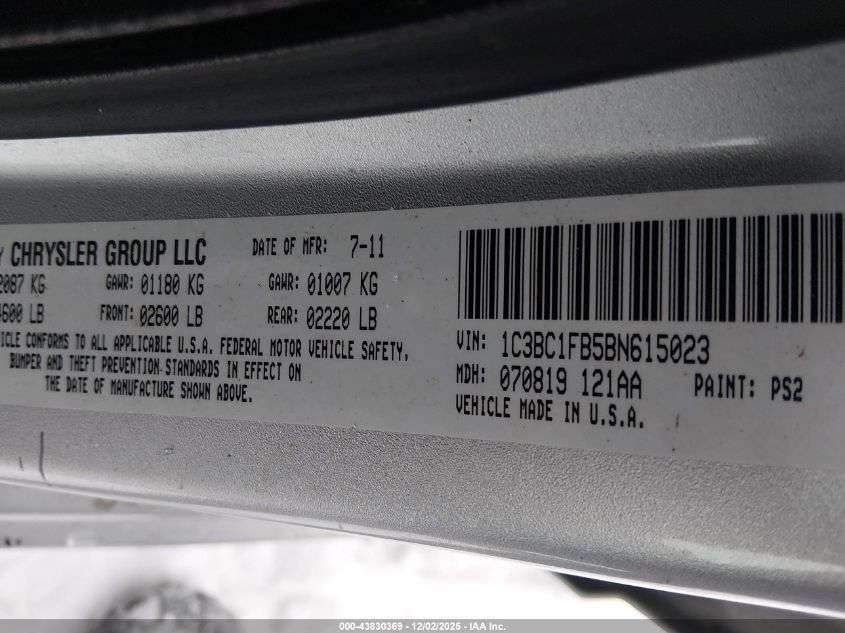 CHRYSLER GROUP LLC DATE OF MFR: 7-11
2087 KG GAWR: 01180 KG GAWR: 01007 KG
4600 LB FRONT: 02600 LB REAR: 02220 LB
CONFORMS TO ALL APPLICABLE U.S.A. FEDERAL MOTOR VEHICLE SAFETY,
BUMPER AND THEFT PREVENTION STANDARDS IN EFFECT ON
THE DATE OF MANUFACTURE SHOWN ABOVE.
VIN: 1C3BC1FB5BN615023
MDH: 070819 121AA PAINT: PS2
VEHICLE MADE IN U.S.A.
000-43830369 - 12/02/2025 - IAA Inc.